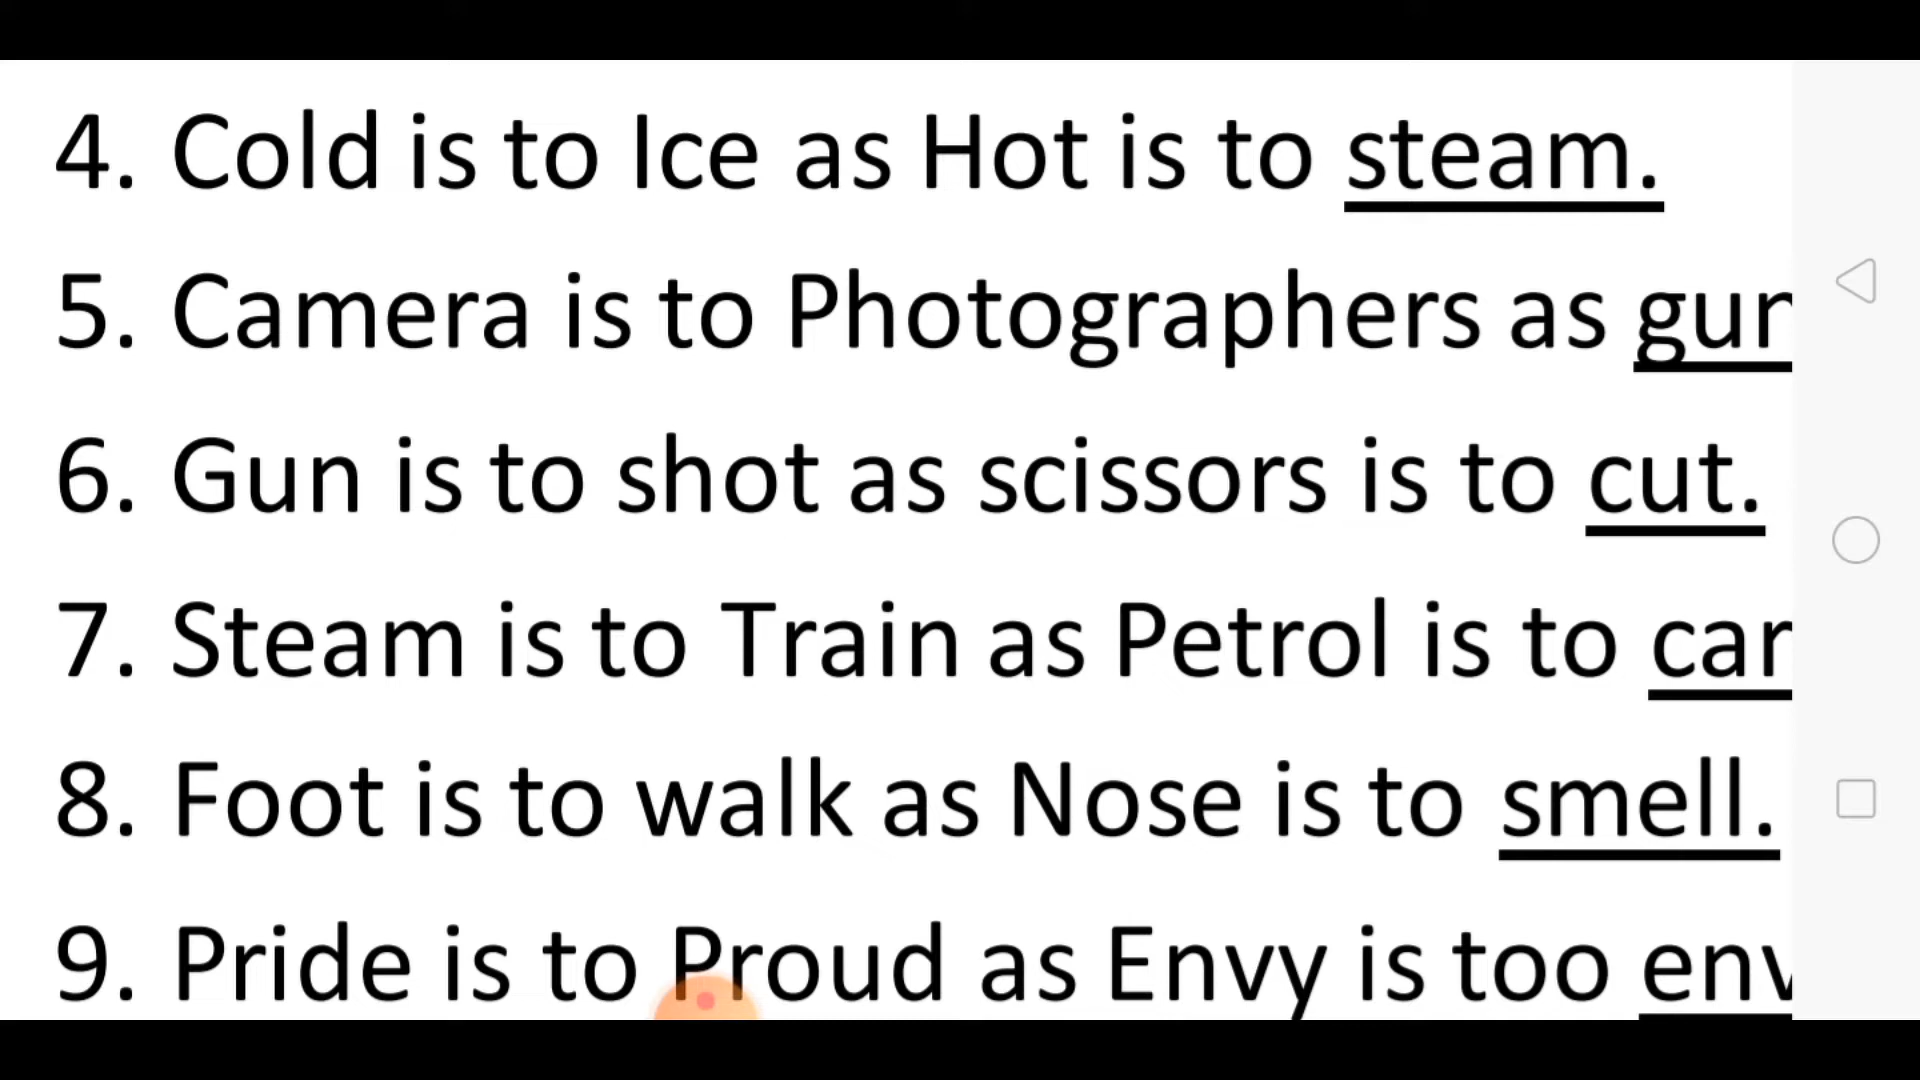 4. Cold is to Ice as Hot is to steam.
5. Camera is to Photographers as
6. Gun is to shot as scissors is to cut.
7. Steam is to Train as Petrol is to car
8. Foot is to walk as Nose is to smell.
9. Pride is to Proud as Envy is too